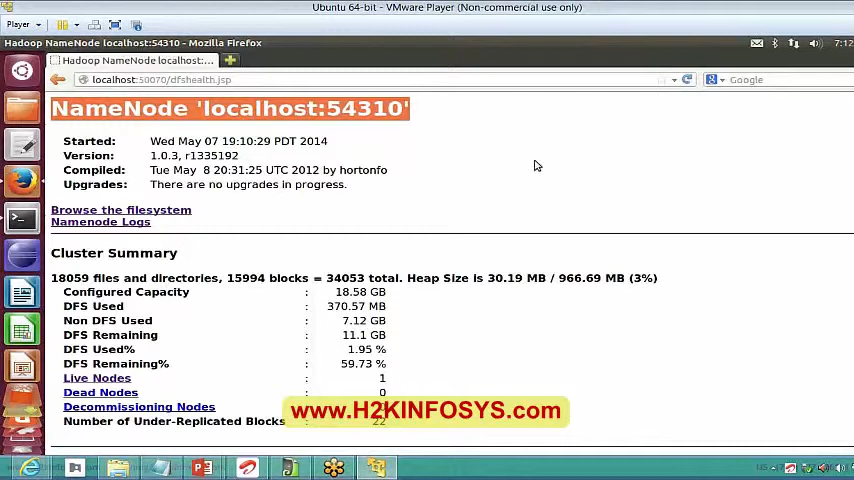 Ubuntu 64-bit - VMware Player (Non-commercial use only)
Player
Hadoop NameNode localhost:54310 - Mozilla Firefox
7:12
Hadoop NameNode localhost:...
localhost:50070/dfshealth.jsp
Google
NameNode 'localhost:54310'
Started: Wed May 07 19:10:29 PDT 2014
Version: 1.0.3, r1335192
Compiled: Tue May 8 20:31:25 UTC 2012 by hortonfo
Upgrades: There are no upgrades in progress.
Browse the filesystem
Namenode Logs
Cluster Summary
18059 files and directories, 15994 blocks = 34053 total. Heap Size is 30.19 MB / 966.69 MB (3%)
Configured Capacity : 18.58 GB
DFS Used : 370.57 MB
Non DFS Used : 7.12 GB
DFS Remaining : 11.1 GB
DFS Used% : 1.95 %
DFS Remaining% : 59.73 %
Live Nodes : 1
Dead Nodes : 0
Decommissioning Nodes
www.H2KINFOSYS.com
Number of Under-Replicated Blocks 22